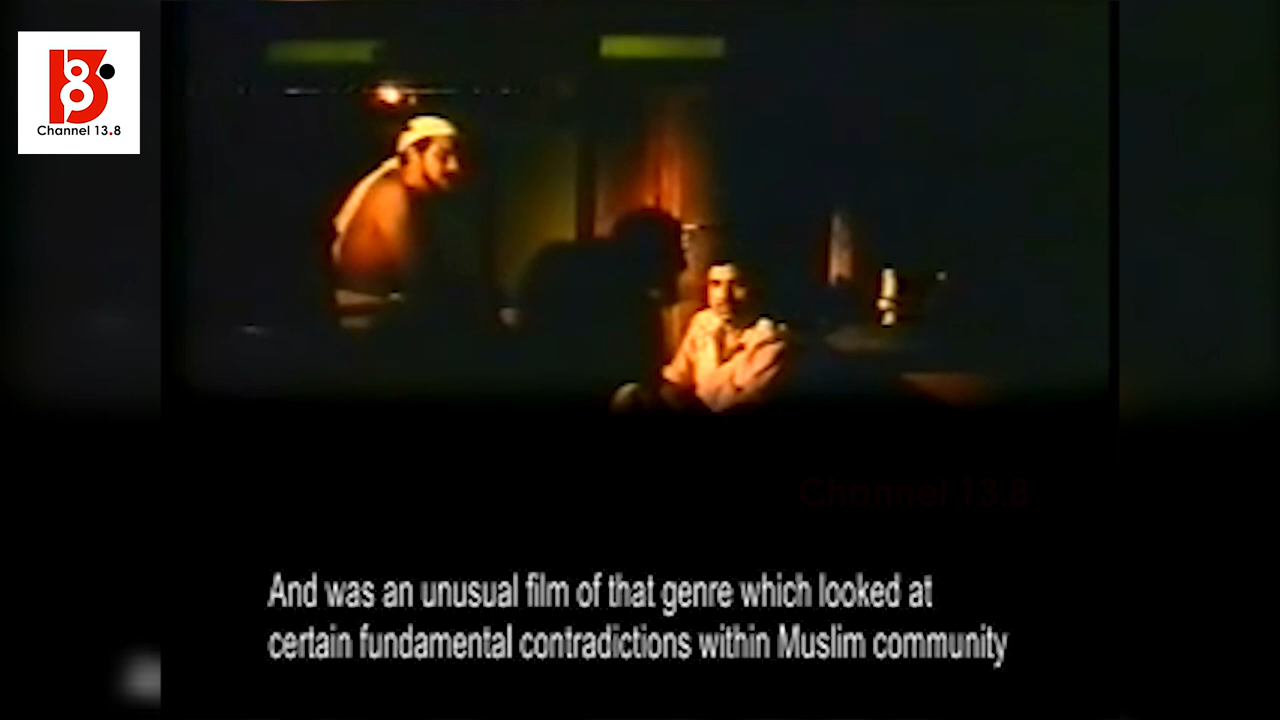 Channel 13.8
Channel 13.8
And was an unusual film of that genre which looked at
certain fundamental contradictions within Muslim community